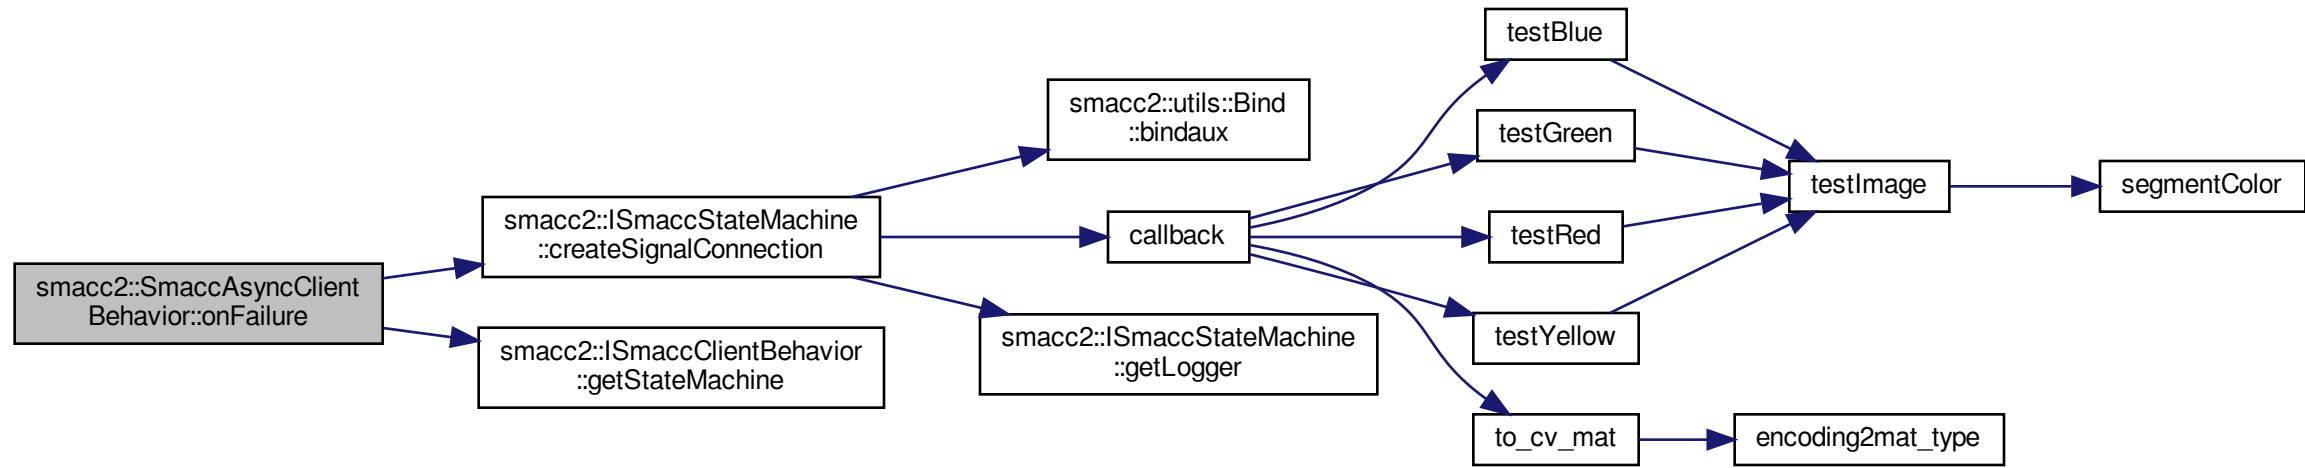 smacc2::SmaccAsyncClient
Behavior::onFailure
smacc2::ISmaccStateMachine
::createSignalConnection
smacc2::ISmaccClientBehavior
::getStateMachine
smacc2::utils::Bind
::bindaux
callback
smacc2::ISmaccStateMachine
::getLogger
testBlue
testGreen
testRed
testYellow
to_cv_mat
testImage
encoding2mat_type
segmentColor